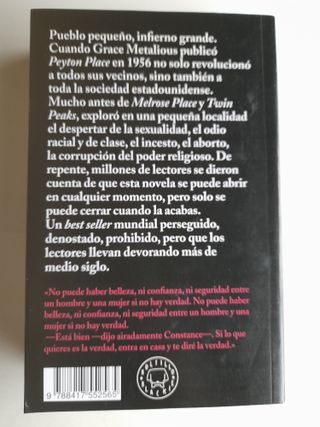 Pueblo pequeño, infierno grande.
Cuando Grace Metalious publicó
Peyton Place en 1956 no solo revolucionó
a todos sus vecinos, sino también a
toda la sociedad estadounidense.
Mucho antes de Melrose Place y Twin
Peaks, exploró en una pequeña localidad
el despertar de la sexualidad, el odio
racial y de clase, el incesto, el aborto,
la corrupción del poder religioso. De
repente, millones de lectores se dieron
cuenta de que esta novela se puede abrir
en cualquier momento, pero solo se
puede cerrar cuando la acabas.
Un best seller mundial perseguido,
denostado, prohibido, pero que los
lectores llevan devorando más de
medio siglo.
«No puede haber belleza, ni confianza, ni seguridad entre
un hombre y una mujer si no hay verdad. No puede haber
belleza, ni confianza, ni seguridad entre un hombre y una
mujer si no hay verdad.
—Está bien —dijo airadamente Constance—. Si lo que
quieres es la verdad, entra en casa y te diré la verdad.»
9 788417 552565